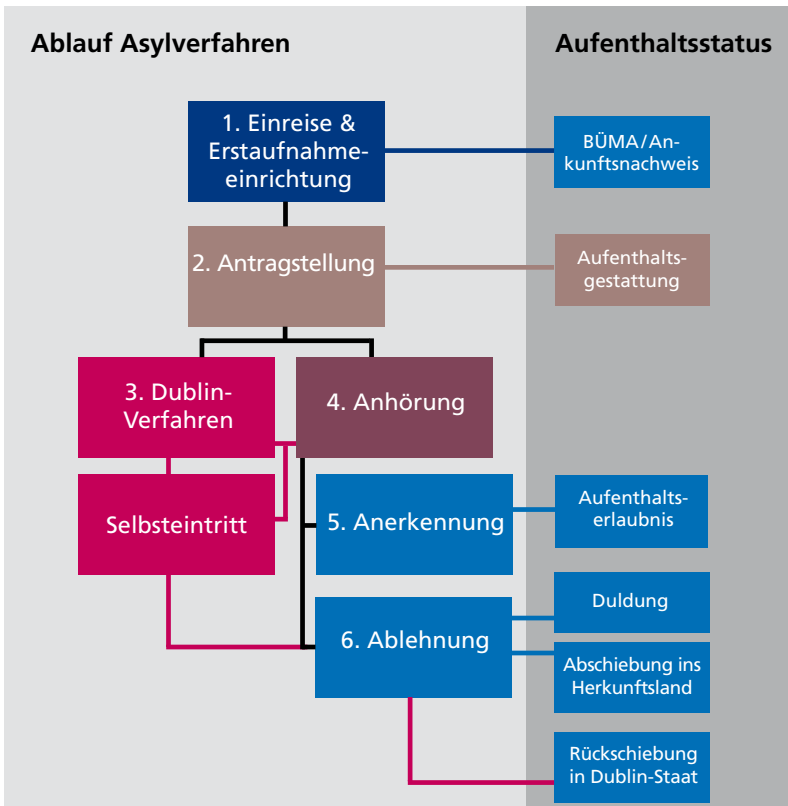 Ablauf Asylverfahren
Aufenthaltsstatus
1. Einreise &
Erstaufnahme-
einrichtung
BÜMA/An-
kunftsnachweis
2. Antragstellung
Aufenthalts-
gestattung
3. Dublin-
Verfahren
4. Anhörung
Selbsteintritt
5. Anerkennung
Aufenthalts-
erlaubnis
6. Ablehnung
Duldung
Abschiebung ins
Herkunftsland
Rückschiebung
in Dublin-Staat